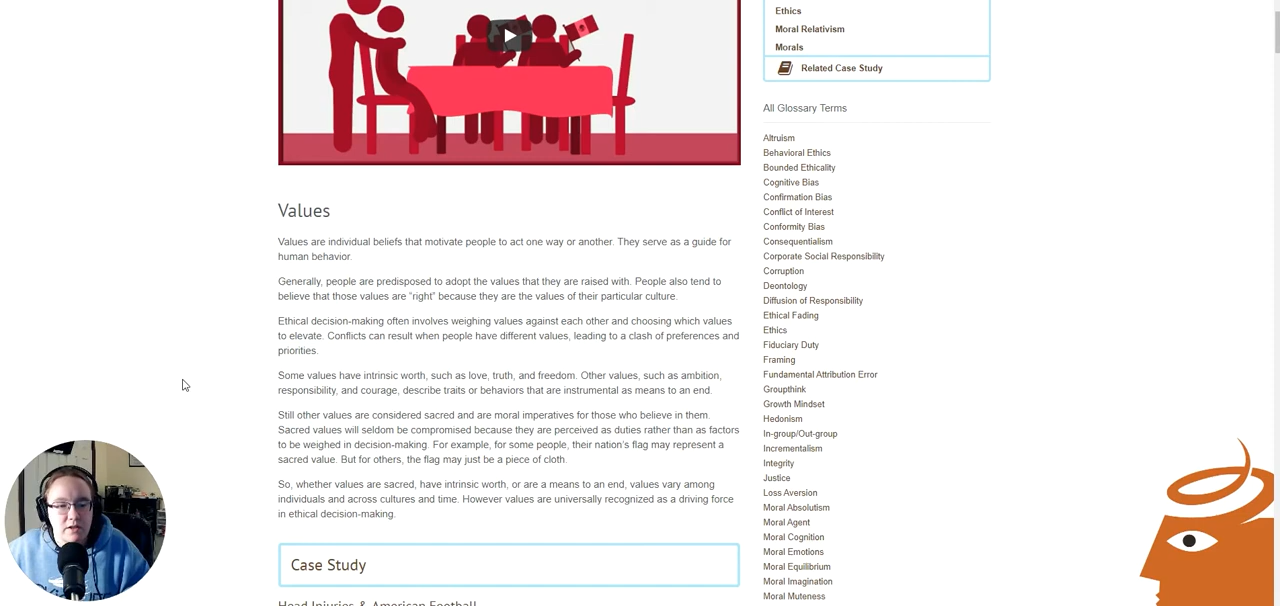 Ethics
Moral Relativism
Morals
Related Case Study
All Glossary Terms
Altruism
Behavioral Ethics
Bounded Ethicality
Cognitive Bias
Confirmation Bias
Conflict of Interest
Conformity Bias
Consequentialism
Corporate Social Responsibility
Corruption
Deontology
Diffusion of Responsibility
Ethical Fading
Ethics
Fiduciary Duty
Framing
Fundamental Attribution Error
Groupthink
Growth Mindset
Hedonism
In-group/Out-group
Incrementalism
Integrity
Justice
Loss Aversion
Moral Absolutism
Moral Agent
Moral Cognition
Moral Emotions
Moral Equilibrium
Moral Imagination
Moral Muteness
Values
Values are individual beliefs that motivate people to act one way or another. They serve as a guide for
human behavior.
Generally, people are predisposed to adopt the values that they are raised with. People also tend to
believe that those values are “right” because they are the values of their particular culture.
Ethical decision-making often involves weighing values against each other and choosing which values
to elevate. Conflicts can result when people have different values, leading to a clash of preferences and
priorities.
Some values have intrinsic worth, such as love, truth, and freedom. Other values, such as ambition,
responsibility, and courage, describe traits or behaviors that are instrumental as means to an end.
Still other values are considered sacred and are moral imperatives for those who believe in them.
Sacred values will seldom be compromised because they are perceived as duties rather than as factors
to be weighed in decision-making. For example, for some people, their nation’s flag may represent a
sacred value. But for others, the flag may just be a piece of cloth.
So, whether values are sacred, have intrinsic worth, or are a means to an end, values vary among
individuals and across cultures and time. However values are universally recognized as a driving force
in ethical decision-making.
Case Study
Head Injuries & American Football